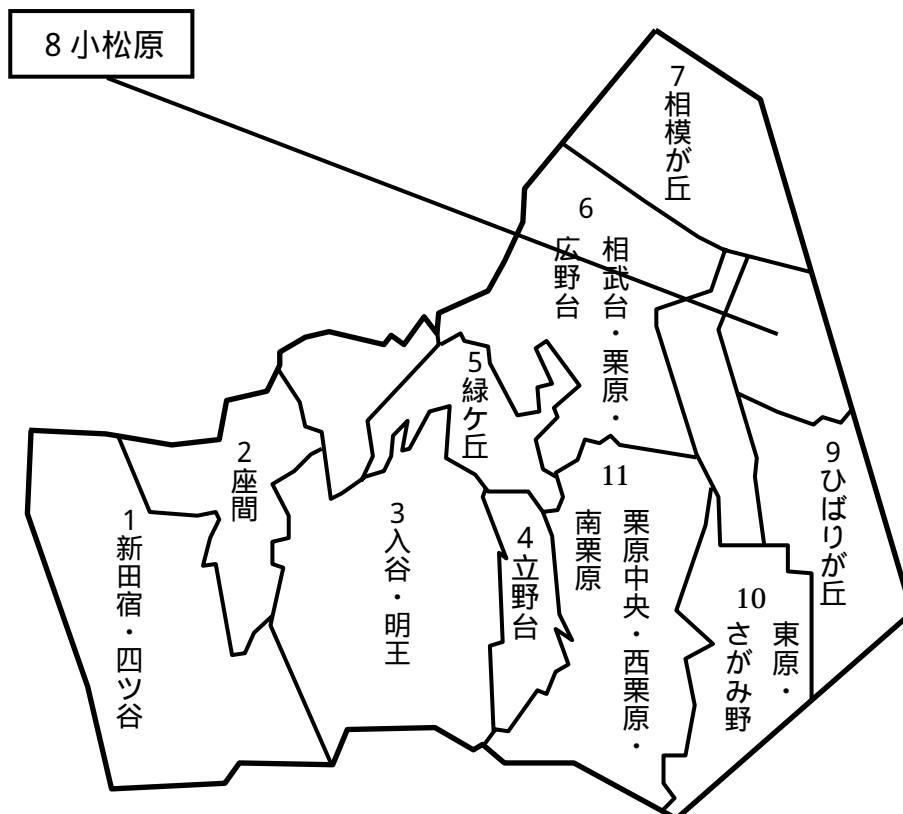 8 小松原
7 相模が丘
6 相武台・栗原・
広野台
5 緑ケ丘
2 座間
9 ひばりが丘
11 栗原中央・西栗原・
南栗原
1 新田宿・四ツ谷
3 入谷・明王
4 立野台
10 東原・
さがみ野